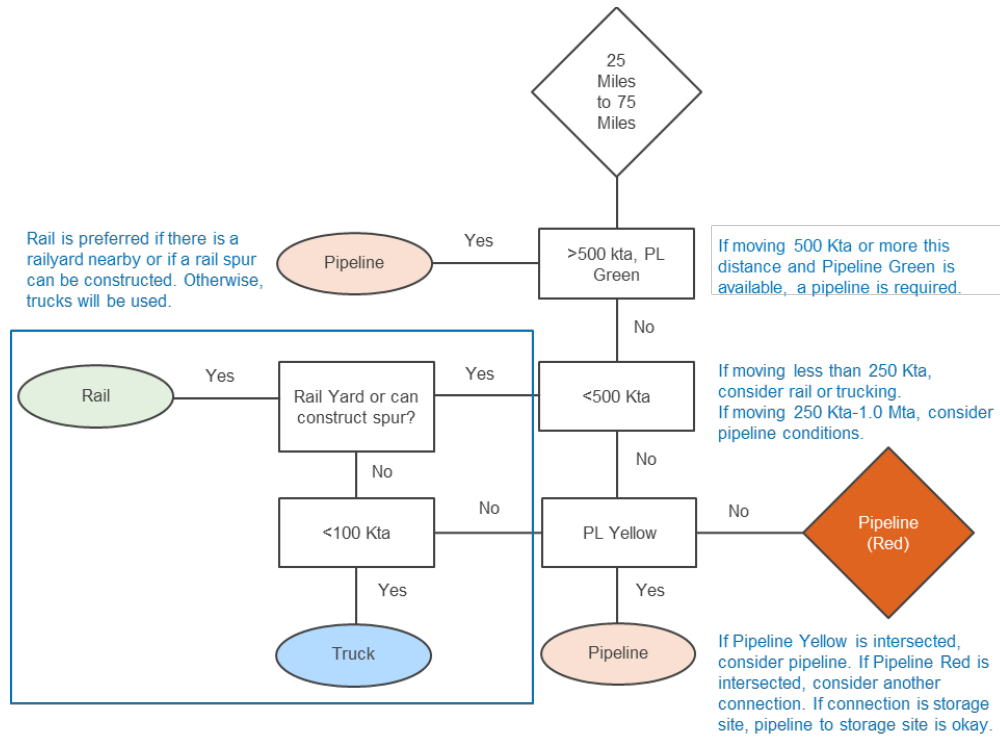 25
Miles
to 75
Miles
Rail is preferred if there is a
railyard nearby or if a rail spur
can be constructed. Otherwise,
trucks will be used.
Yes
Pipeline
>500 kta, PL
Green
If moving 500 Kta or more this
distance and Pipeline Green is
available, a pipeline is required.
No
Rail
Yes
Rail Yard or can
construct spur?
Yes
<500 Kta
If moving less than 250 Kta,
consider rail or trucking.
If moving 250 Kta-1.0 Mta, consider
pipeline conditions.
No
No
<100 Kta
No
PL Yellow
No
Pipeline
(Red)
Yes
Yes
Truck
Pipeline
If Pipeline Yellow is intersected,
consider pipeline. If Pipeline Red is
intersected, consider another
connection. If connection is storage
site, pipeline to storage site is okay.